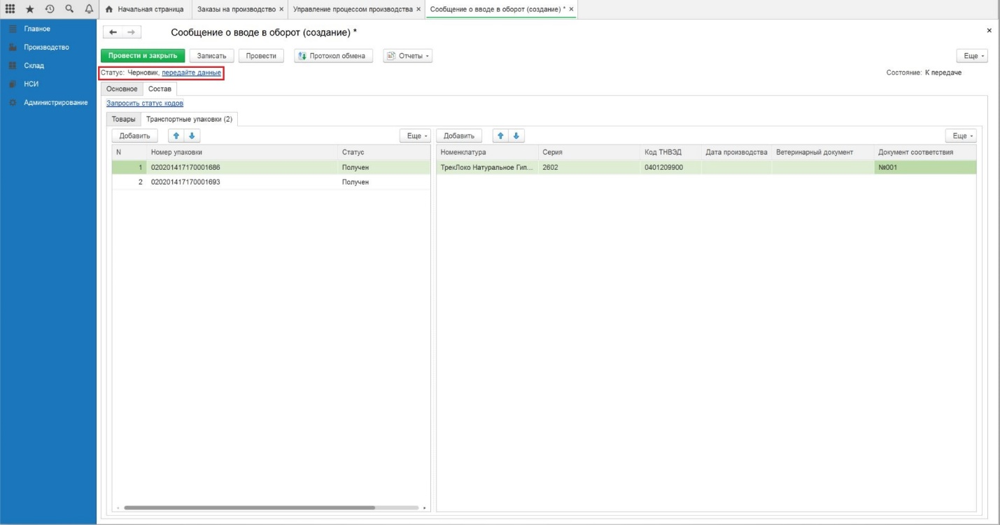 Начальная страница Заказы на производство × Управление процессом производства × Сообщение о вводе в оборот (создание) * ×
Главное
Производство
Склад
НСИ
Администрирование
Сообщение о вводе в оборот (создание) * ×
Провести и закрыть Записать Провести Протокол обмена Отчеты Еще
Статус: Черновик, передайте данные Состояние: К передаче
Основное Состав
Запросить статус кодов
Товары Транспортные упаковки (2)
Добавить Еще Добавить Еще
N Номер упаковки Статус Номенклатура Серия Код ТНВЭД Дата производства Ветеринарный документ Документ соответствия
1 020201417170001686 Получен ТрекЛоко Натуральное Гип... 2602 0401209900 №001
2 020201417170001693 Получен